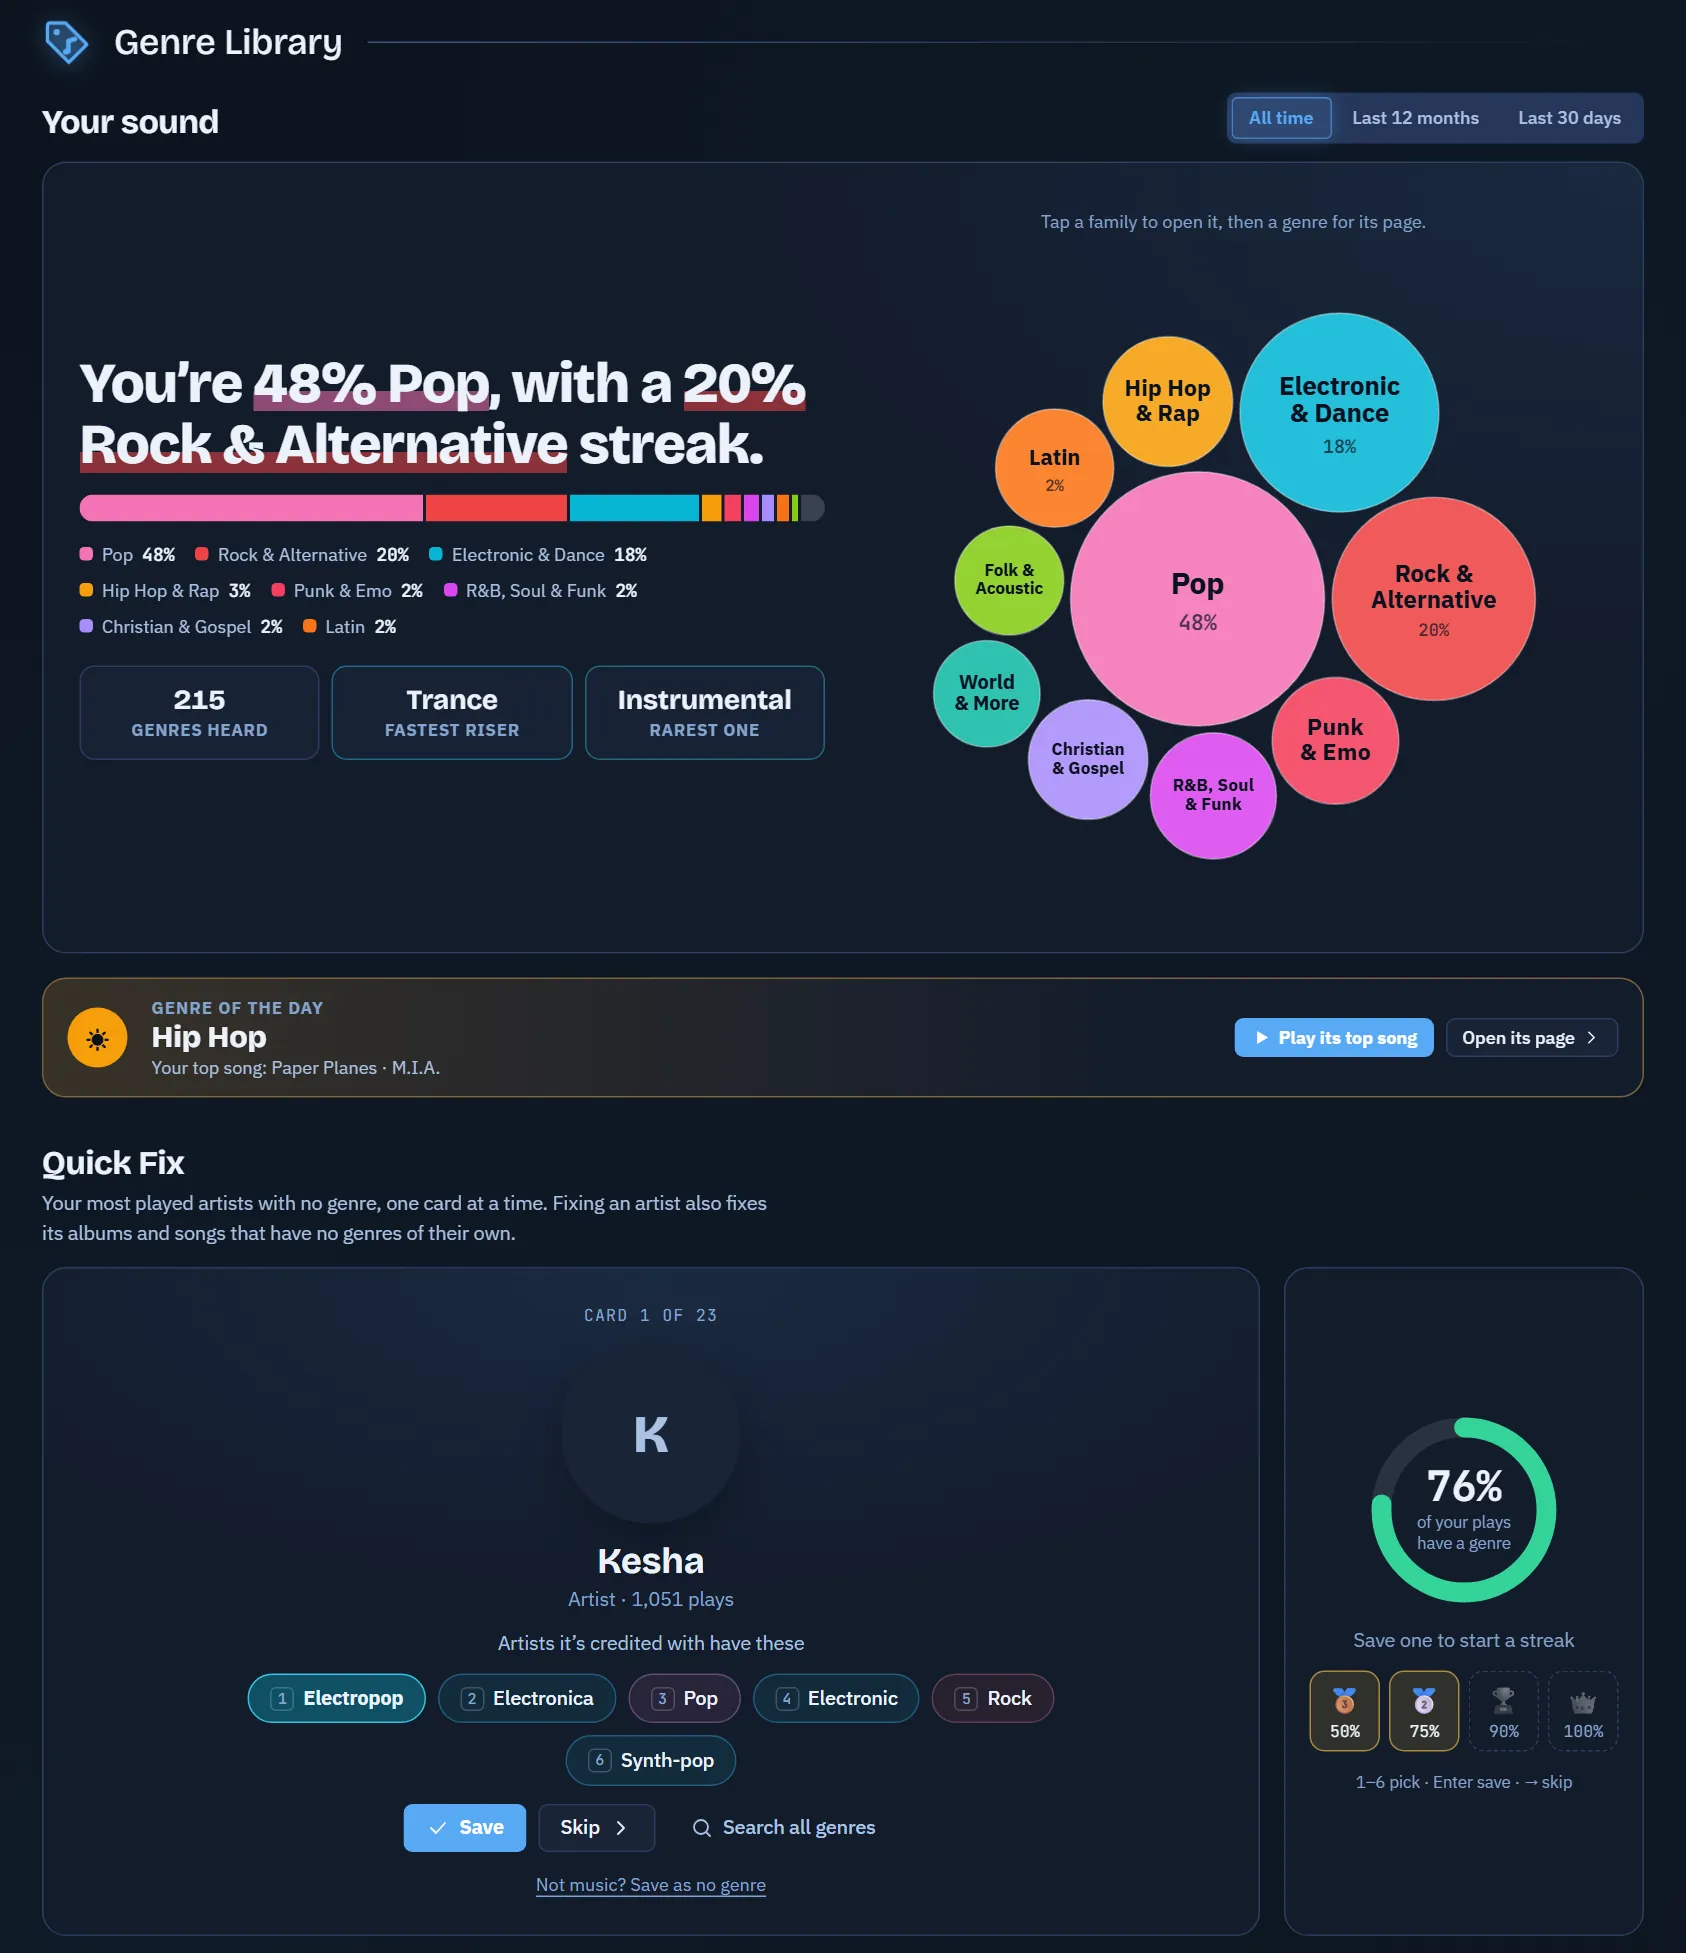 Genre Library
Your sound
All time
Last 12 months
Last 30 days
Tap a family to open it, then a genre for its page.
You’re 48% Pop, with a 20%
Rock & Alternative streak.
Pop 48%
Rock & Alternative 20%
Electronic & Dance 18%
Hip Hop & Rap 3%
Punk & Emo 2%
R&B, Soul & Funk 2%
Christian & Gospel 2%
Latin 2%
215
GENRES HEARD
Trance
FASTEST RISER
Instrumental
RAREST ONE
Hip Hop
& Rap
Electronic
& Dance
18%
Latin
2%
Folk &
Acoustic
Pop
48%
Rock &
Alternative
20%
World
& More
Christian
& Gospel
R&B, Soul
& Funk
Punk
& Emo
GENRE OF THE DAY
Hip Hop
Your top song: Paper Planes · M.I.A.
Play its top song
Open its page
Quick Fix
Your most played artists with no genre, one card at a time. Fixing an artist also fixes
its albums and songs that have no genres of their own.
CARD 1 OF 23
K
Kesha
Artist · 1,051 plays
Artists it’s credited with have these
1 Electropop
2 Electronica
3 Pop
4 Electronic
5 Rock
6 Synth-pop
Save
Skip
Search all genres
Not music? Save as no genre
76%
of your plays
have a genre
Save one to start a streak
3
50%
2
75%
90%
100%
1–6 pick · Enter save · → skip